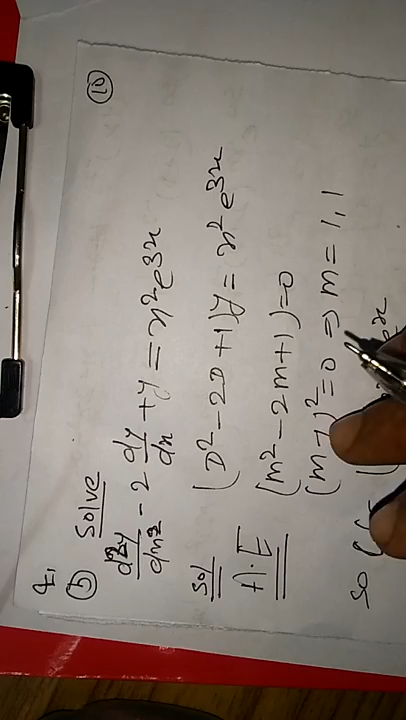 (10)
E,
(5) Solve
d²y/dx² - 2 dy/dx + y = x²e^3x
Sol (D² - 2D + 1)y = x²e^3x
A.E (m² - 2m + 1) = 0
(m-1)² = 0 ⇒ m = 1, 1
So